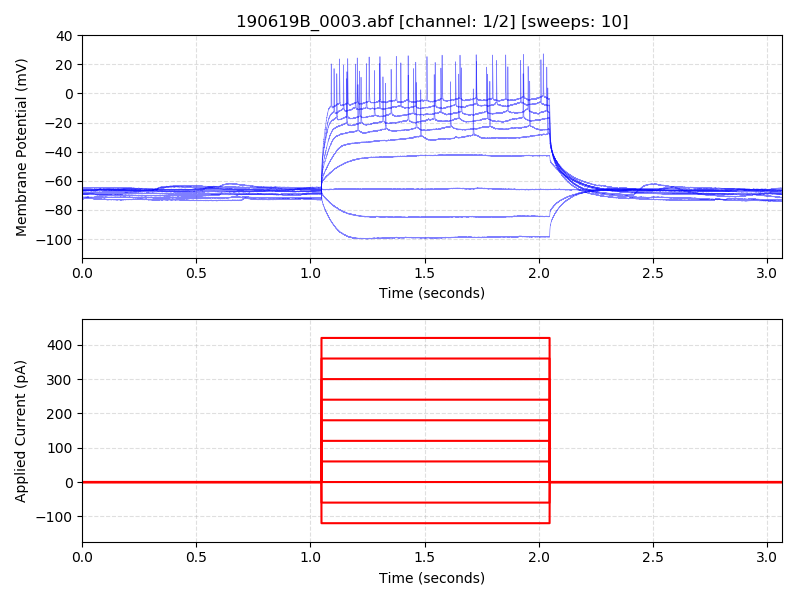 190619B_0003.abf [channel: 1/2] [sweeps: 10]
Membrane Potential (mV)
40
20
0
−20
−40
−60
−80
−100
0.0 0.5 1.0 1.5 2.0 2.5 3.0
Time (seconds)
Applied Current (pA)
400
300
200
100
0
−100
0.0 0.5 1.0 1.5 2.0 2.5 3.0
Time (seconds)